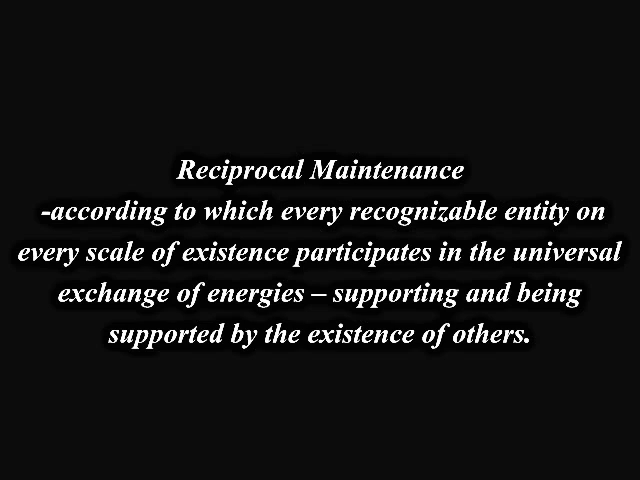 Reciprocal Maintenance
-according to which every recognizable entity on
every scale of existence participates in the universal
exchange of energies – supporting and being
supported by the existence of others.